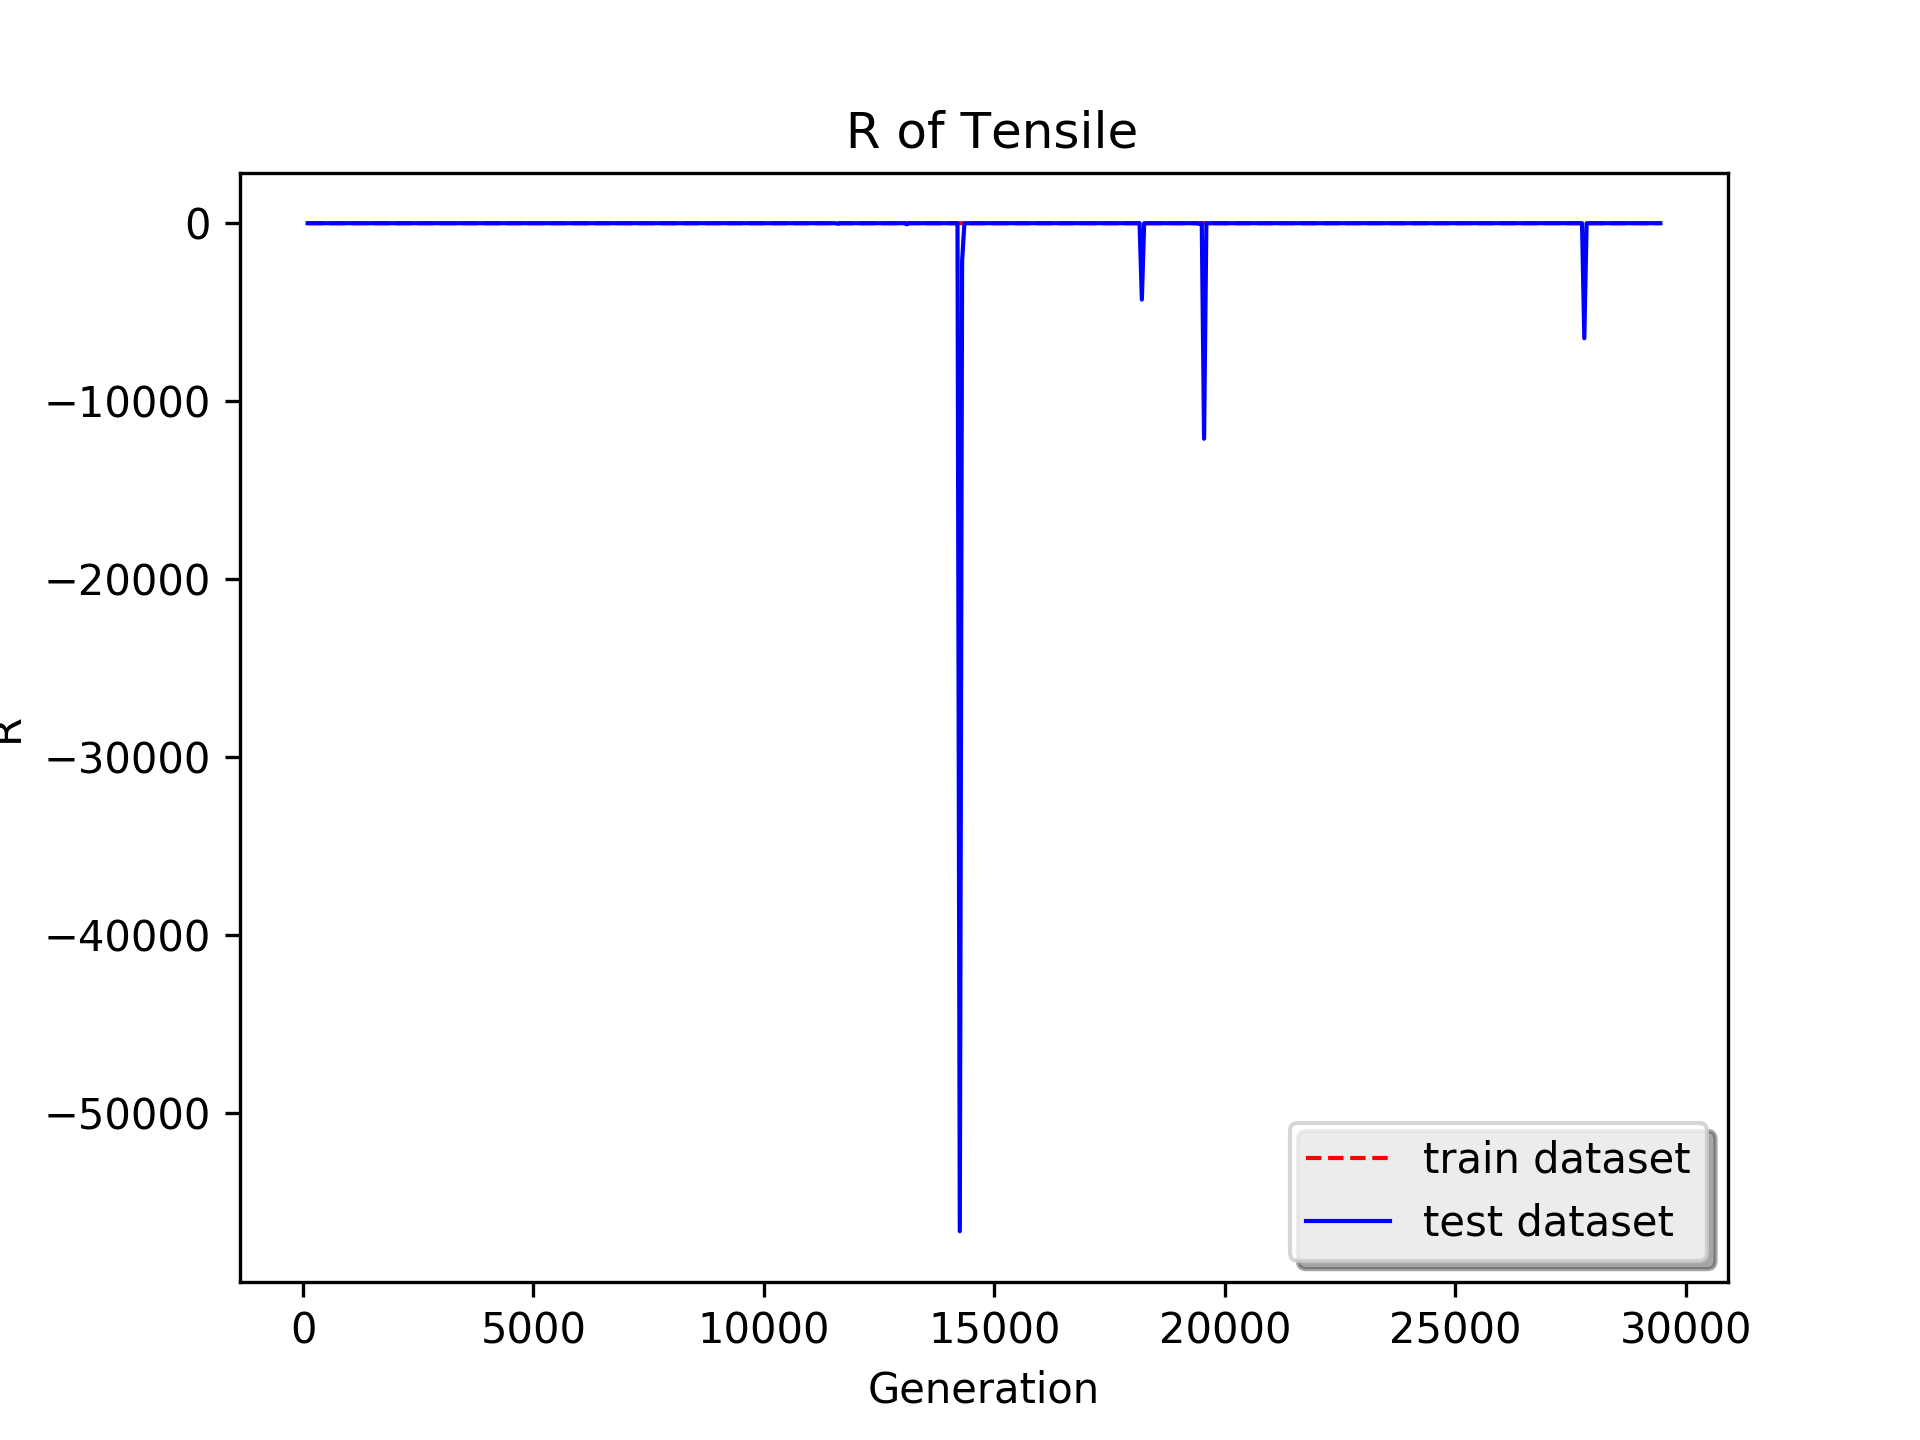 R of Tensile
0
−10000
−20000
−30000
−40000
−50000
R
0 5000 10000 15000 20000 25000 30000
Generation
train dataset
test dataset